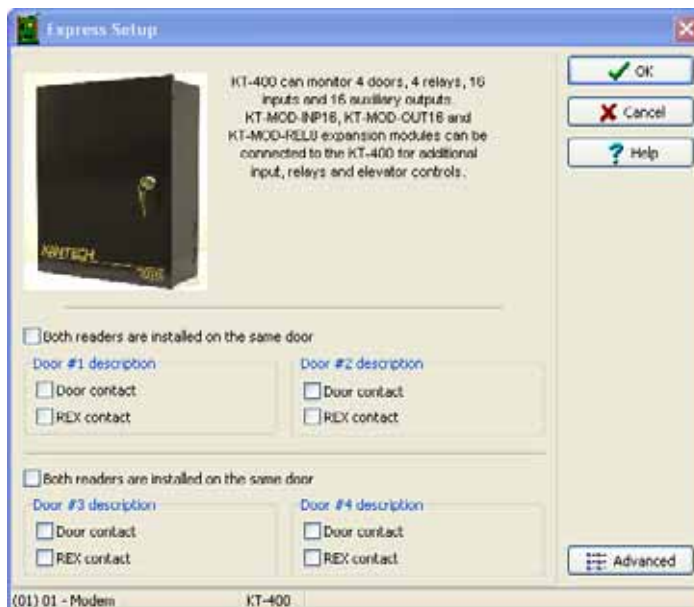 Express Setup
KT-400 can monitor 4 doors, 4 relays, 16
inputs and 16 auxiliary outputs
KT-MOD-INP16, KT-MOD-OUT16 and
KT-MOD-REL8 expansion modules can be
connected to the KT-400 for additional
input, relays and elevator controls.
OK
Cancel
Help
KANTECH
Both readers are installed on the same door
Door #1 description
Door contact
REX contact
Door #2 description
Door contact
REX contact
Both readers are installed on the same door
Door #3 description
Door contact
REX contact
Door #4 description
Door contact
REX contact
Advanced
(01) 01 - Modem
KT-400